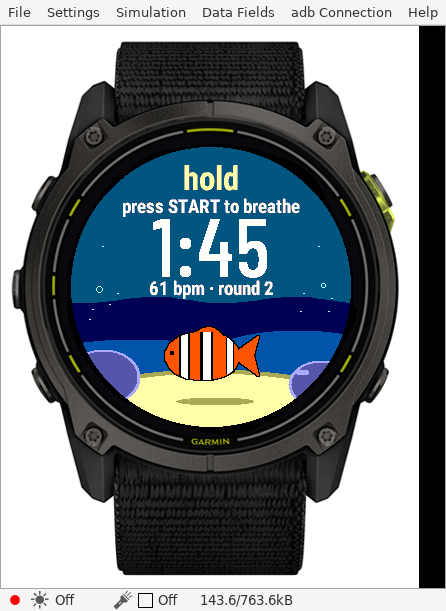 File Settings Simulation Data Fields adb Connection Help
hold
press START to breathe
1:45
61 bpm · round 2
GARMIN
Off Off 143.6/763.6kB